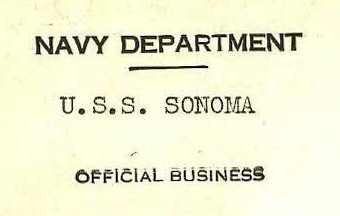 NAVY DEPARTMENT
U.S.S. SONOMA
OFFICIAL BUSINESS